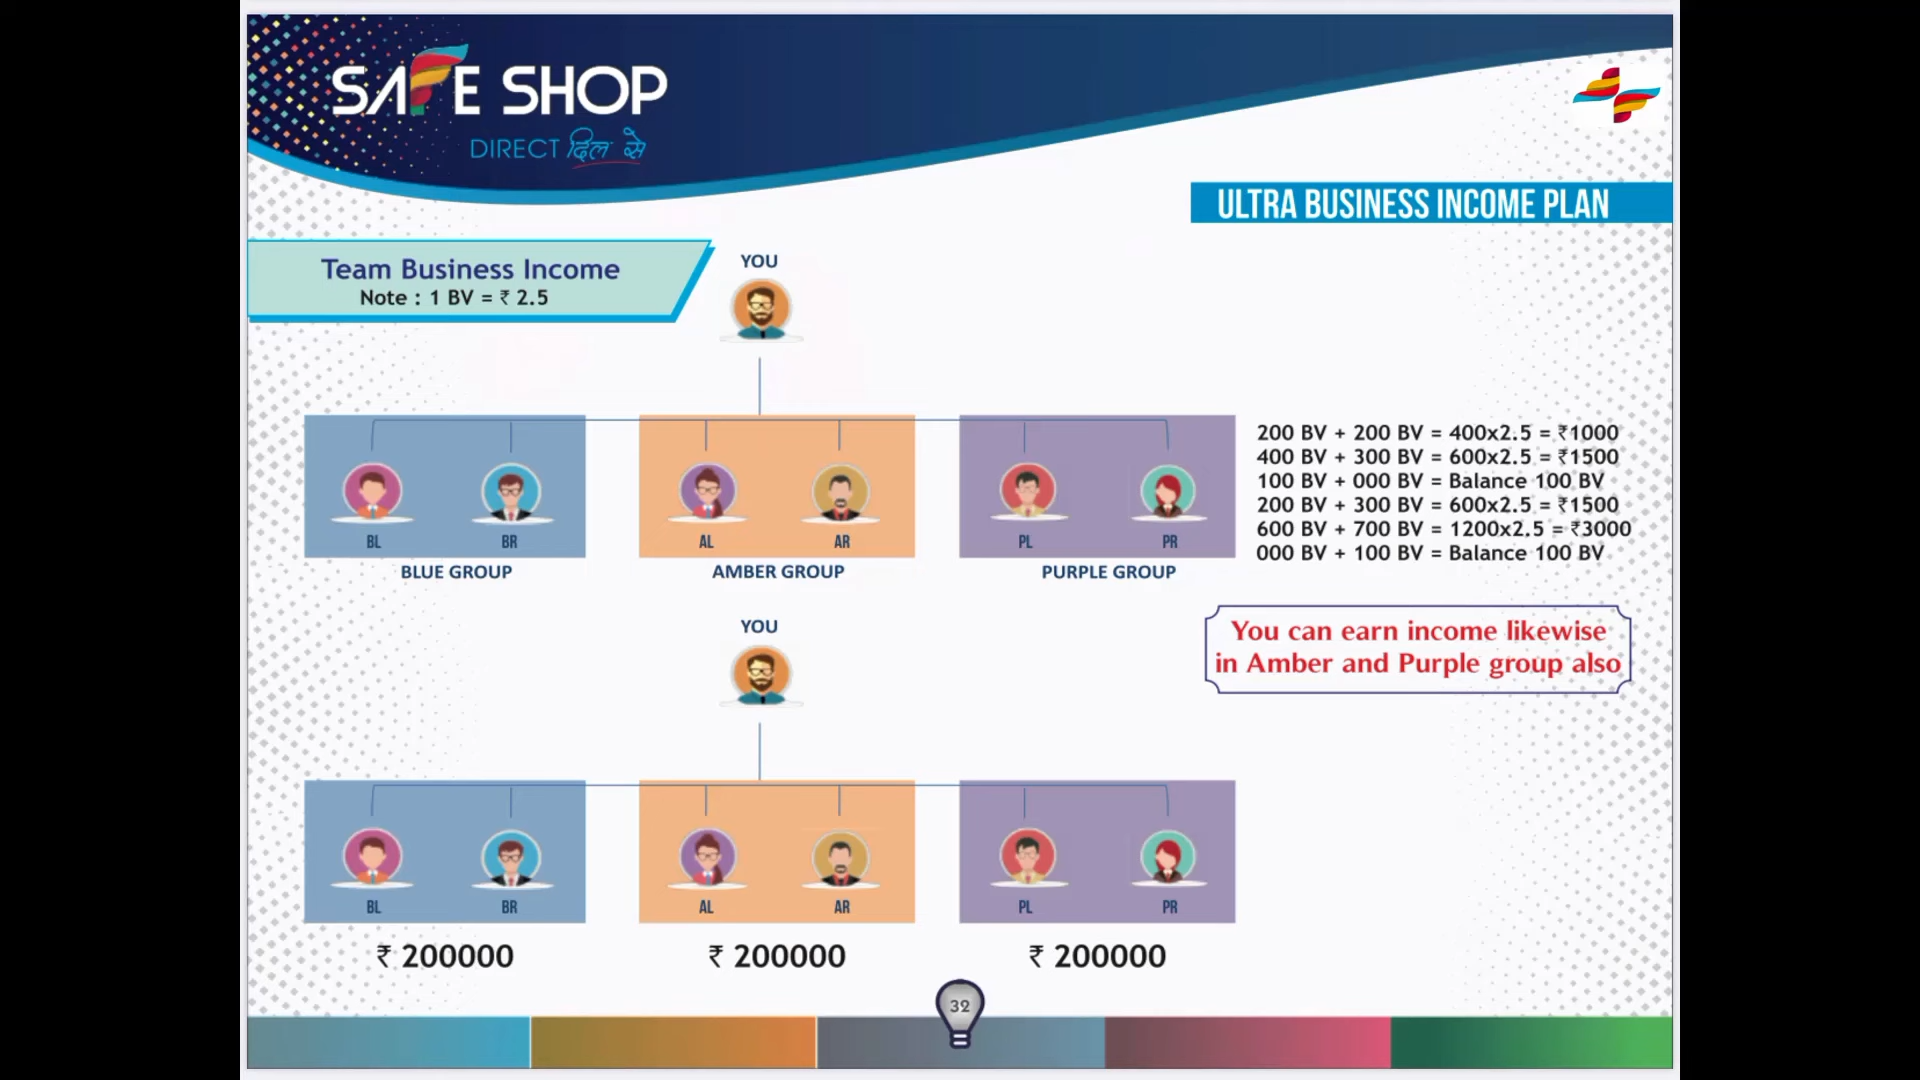 SAFE SHOP
DIRECT दिल से
ULTRA BUSINESS INCOME PLAN
Team Business Income
Note : 1 BV = ₹ 2.5
YOU
BL BR AL AR PL PR
BLUE GROUP AMBER GROUP PURPLE GROUP
200 BV + 200 BV = 400x2.5 = ₹1000
400 BV + 300 BV = 600x2.5 = ₹1500
100 BV + 000 BV = Balance 100 BV
200 BV + 300 BV = 600x2.5 = ₹1500
600 BV + 700 BV = 1200x2.5 = ₹3000
000 BV + 100 BV = Balance 100 BV
You can earn income likewise
in Amber and Purple group also
YOU
BL BR AL AR PL PR
₹ 200000 ₹ 200000 ₹ 200000
32